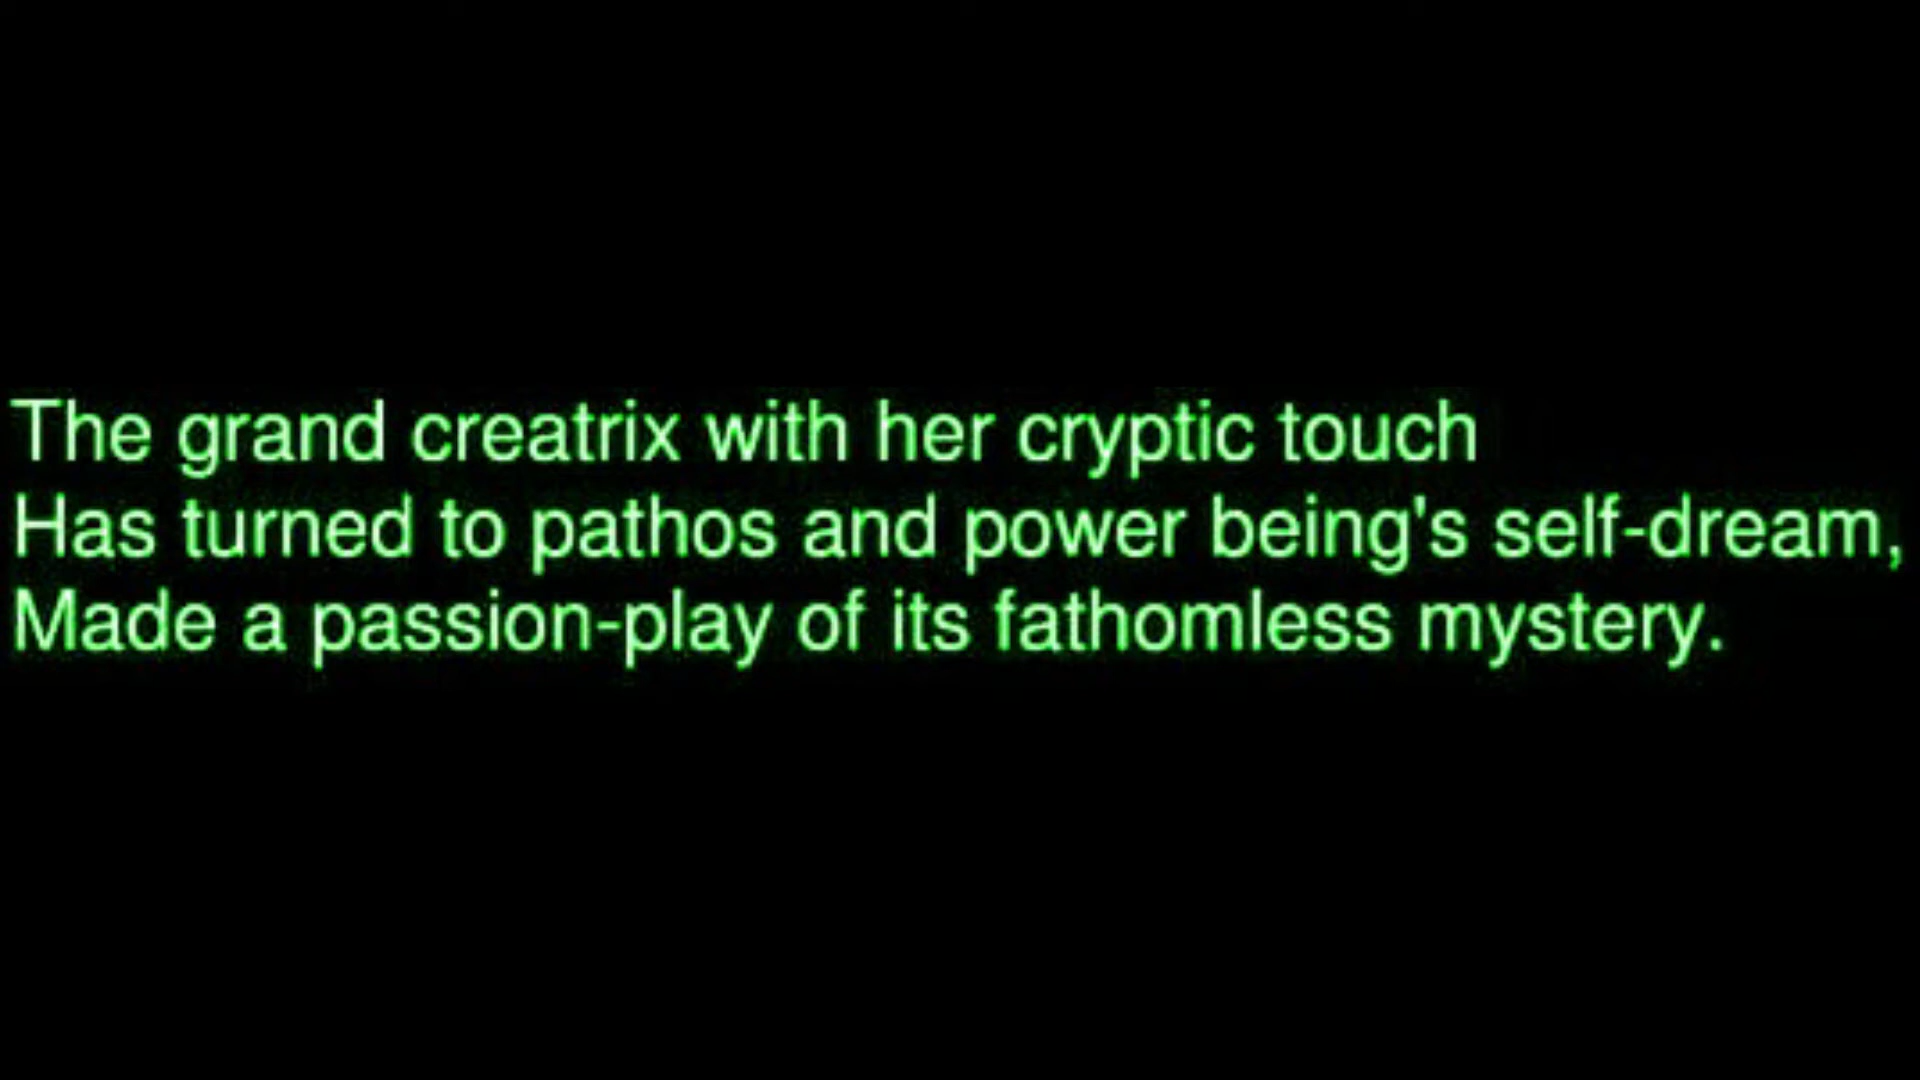 The grand creatrix with her cryptic touch
Has turned to pathos and power being's self-dream,
Made a passion-play of its fathomless mystery.